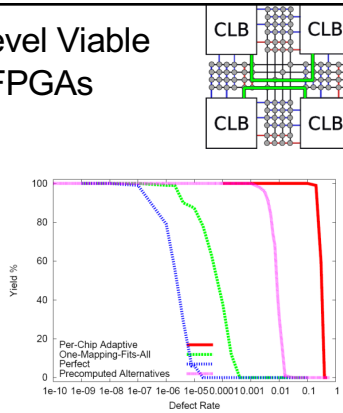 evel Viable
FPGAs
CLB CLB
CLB CLB
100
80
60
40
20
0
Yield %
Per-Chip Adaptive
One-Mapping-Fits-All
Perfect
Precomputed Alternatives
1e-10 1e-09 1e-08 1e-07 1e-06 1e-05 0.0001 0.001 0.01 0.1 1
Defect Rate